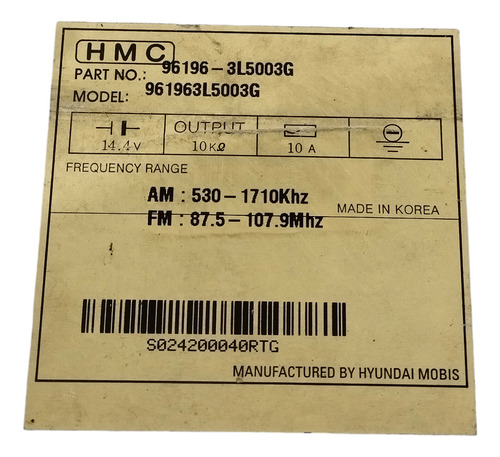 HMC
PART NO.: 96196-3L5003G
MODEL: 961963L5003G
14.4V
OUTPUT
10KΩ
10 A
FREQUENCY RANGE
AM : 530-1710Khz
FM : 87.5-107.9Mhz
MADE IN KOREA
S024200040RTG
MANUFACTURED BY HYUNDAI MOBIS